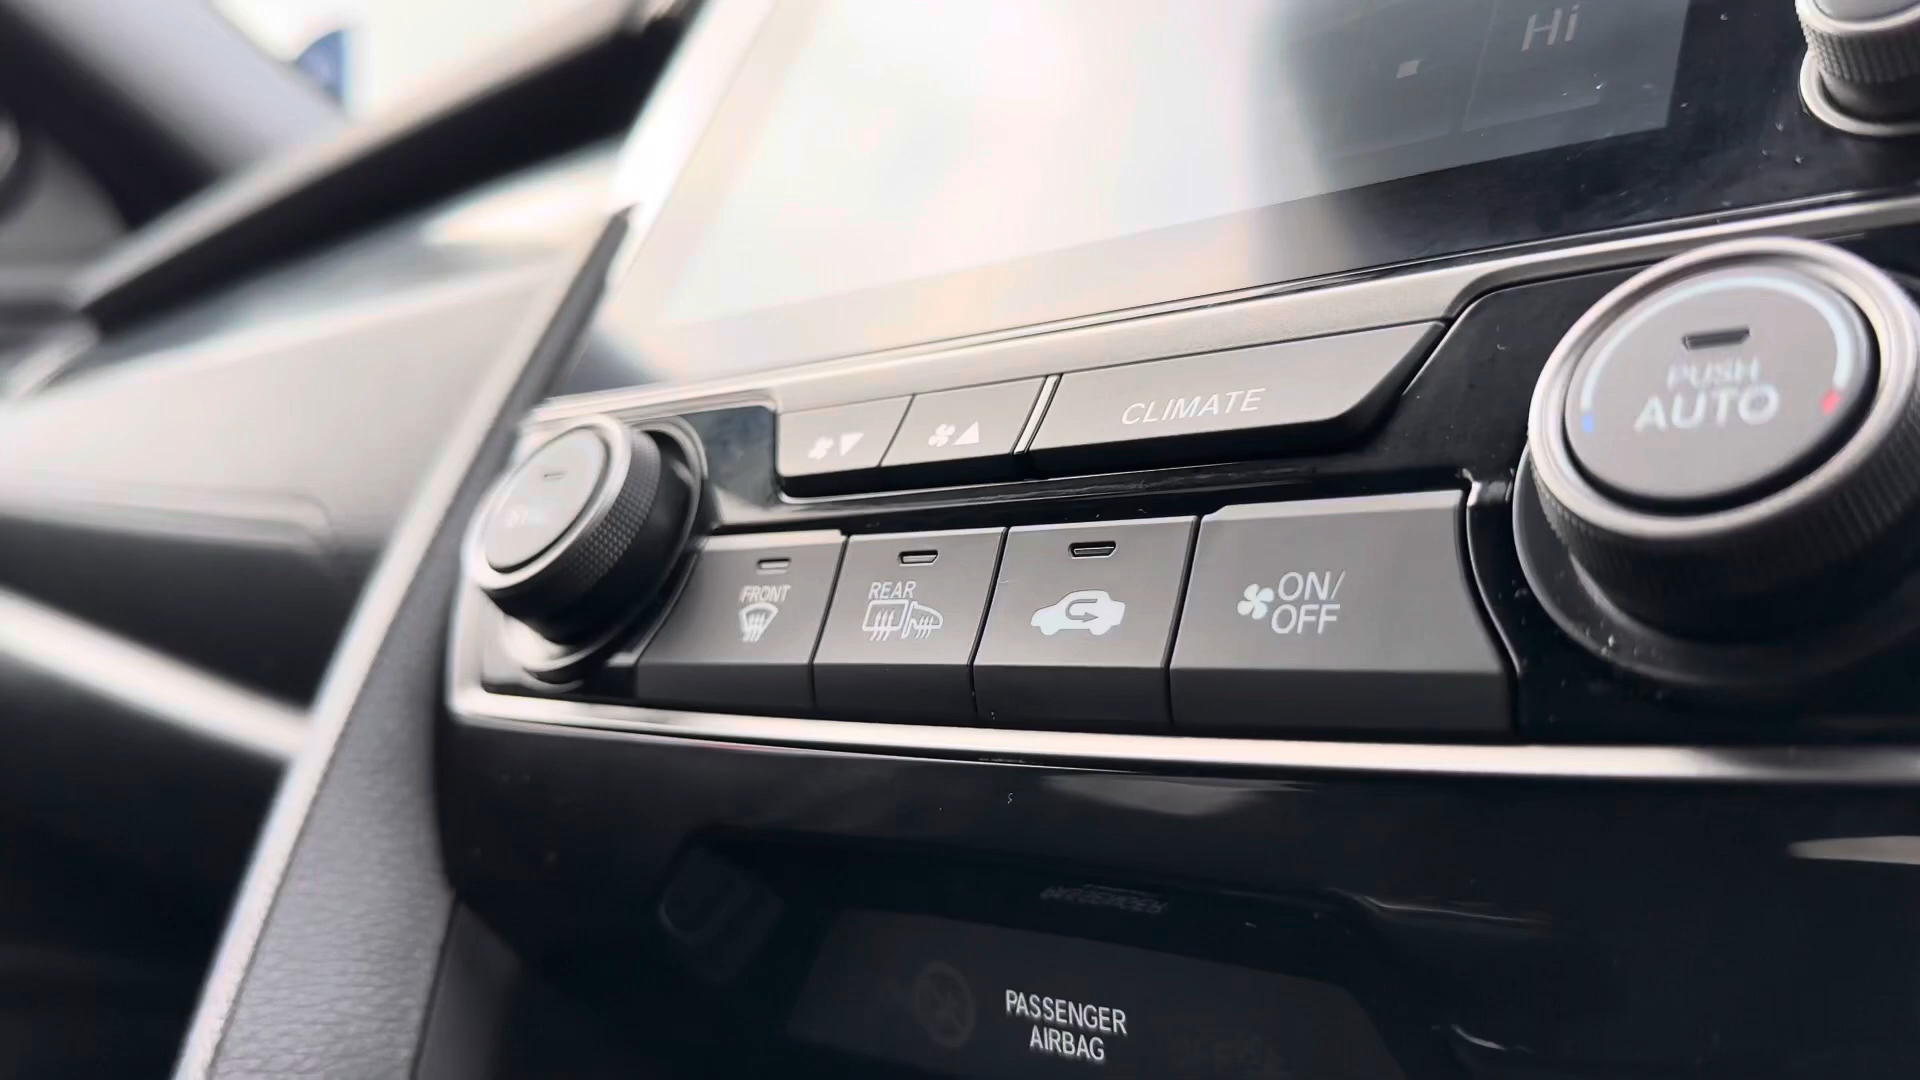 Hi
CLIMATE
PUSH
AUTO
FRONT
REAR
ON/
OFF
PASSENGER
AIRBAG